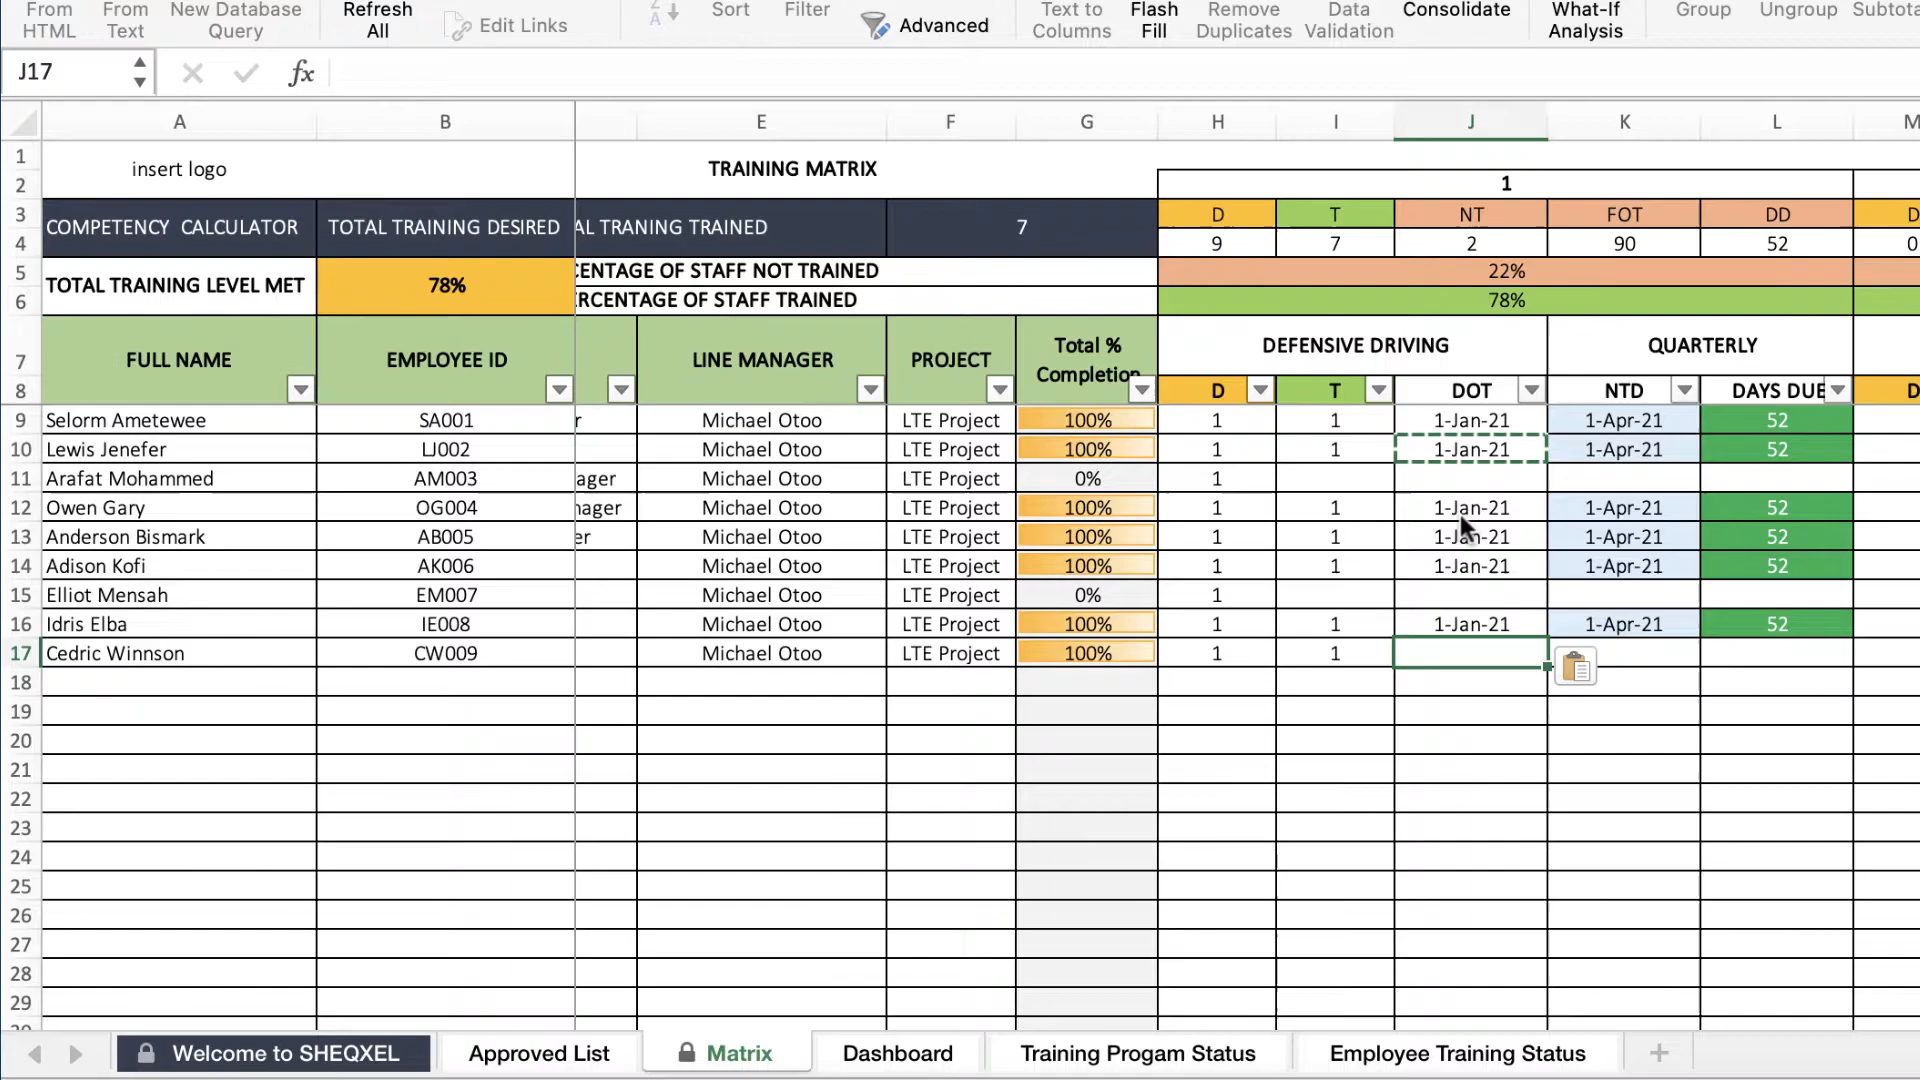 From HTML From Text New Database Query Refresh All Edit Links Z A Sort Filter Advanced Text to Columns Flash Fill Remove Duplicates Data Validation Consolidate What-If Analysis Group Ungroup Subtota
J17 fx
A B E F G H I J K L M
1 insert logo TRAINING MATRIX
2 1
3 COMPETENCY CALCULATOR TOTAL TRAINING DESIRED AL TRANING TRAINED 7 D T NT FOT DD D
4 9 7 2 90 52 0
5 TOTAL TRAINING LEVEL MET 78% CENTAGE OF STAFF NOT TRAINED 22%
6 RCENTAGE OF STAFF TRAINED 78%
7 FULL NAME EMPLOYEE ID LINE MANAGER PROJECT Total % Completion DEFENSIVE DRIVING QUARTERLY
8 D T DOT NTD DAYS DUE D
9 Selorm Ametewee SA001 r Michael Otoo LTE Project 100% 1 1 1-Jan-21 1-Apr-21 52
10 Lewis Jenefer LJ002 Michael Otoo LTE Project 100% 1 1 1-Jan-21 1-Apr-21 52
11 Arafat Mohammed AM003 ager Michael Otoo LTE Project 0% 1
12 Owen Gary OG004 nager Michael Otoo LTE Project 100% 1 1 1-Jan-21 1-Apr-21 52
13 Anderson Bismark AB005 er Michael Otoo LTE Project 100% 1 1 1-Jan-21 1-Apr-21 52
14 Adison Kofi AK006 Michael Otoo LTE Project 100% 1 1 1-Jan-21 1-Apr-21 52
15 Elliot Mensah EM007 Michael Otoo LTE Project 0% 1
16 Idris Elba IE008 Michael Otoo LTE Project 100% 1 1 1-Jan-21 1-Apr-21 52
17 Cedric Winnson CW009 Michael Otoo LTE Project 100% 1 1
18
19
20
21
22
23
24
25
26
27
28
29
Welcome to SHEQXEL Approved List Matrix Dashboard Training Progam Status Employee Training Status +